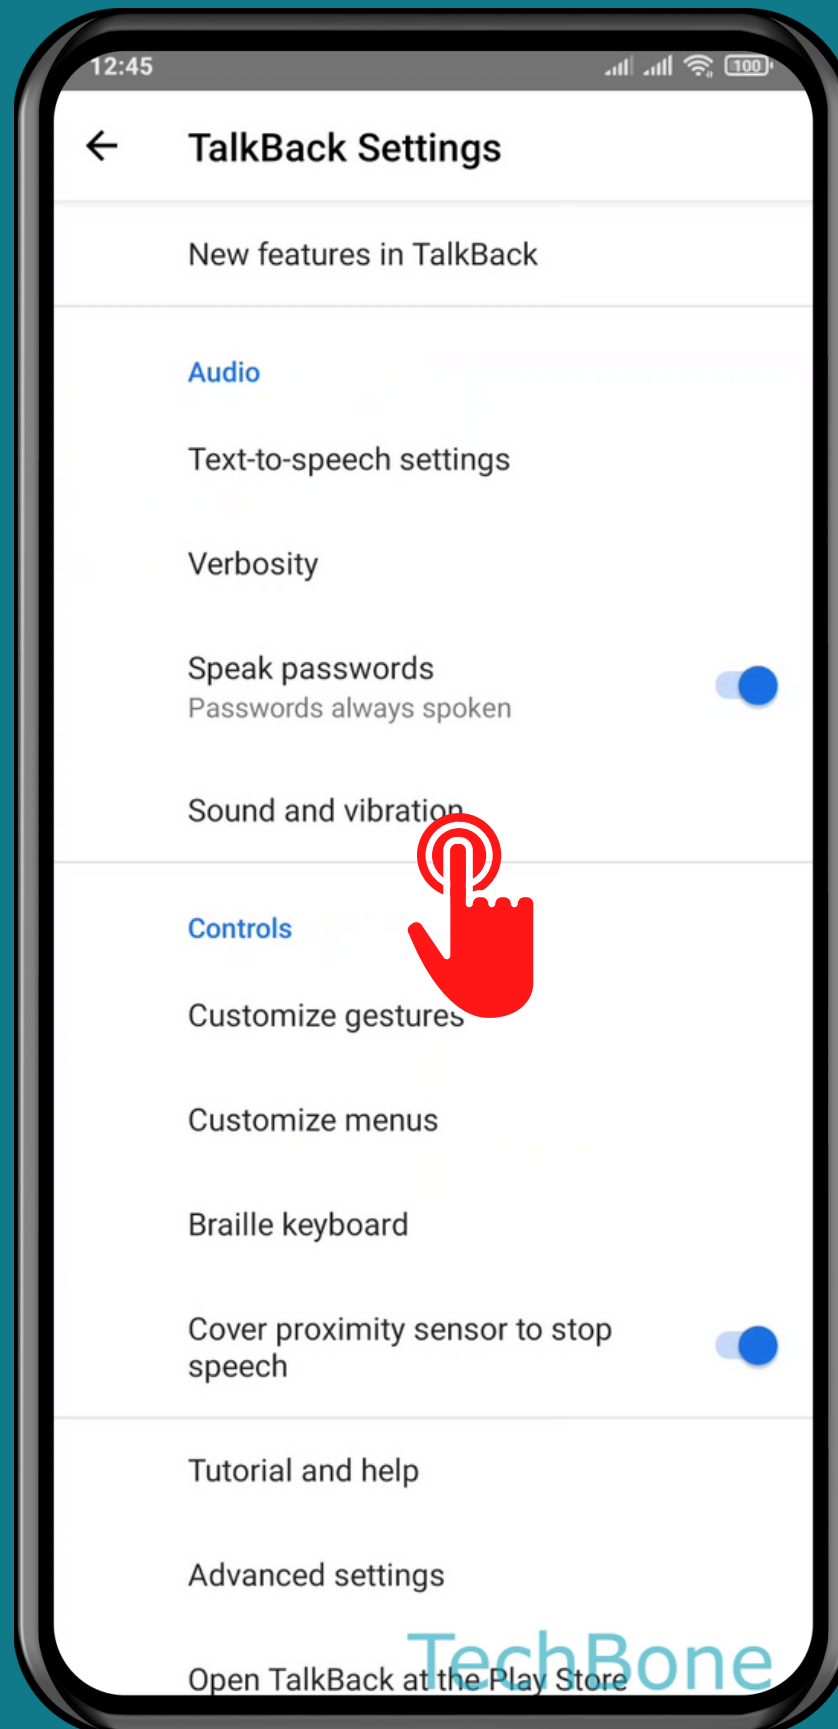 12:45
100
TalkBack Settings
New features in TalkBack
Audio
Text-to-speech settings
Verbosity
Speak passwords
Passwords always spoken
Sound and vibration
Controls
Customize gestures
Customize menus
Braille keyboard
Cover proximity sensor to stop
speech
Tutorial and help
Advanced settings
Open TalkBack at the Play Store
TechBone